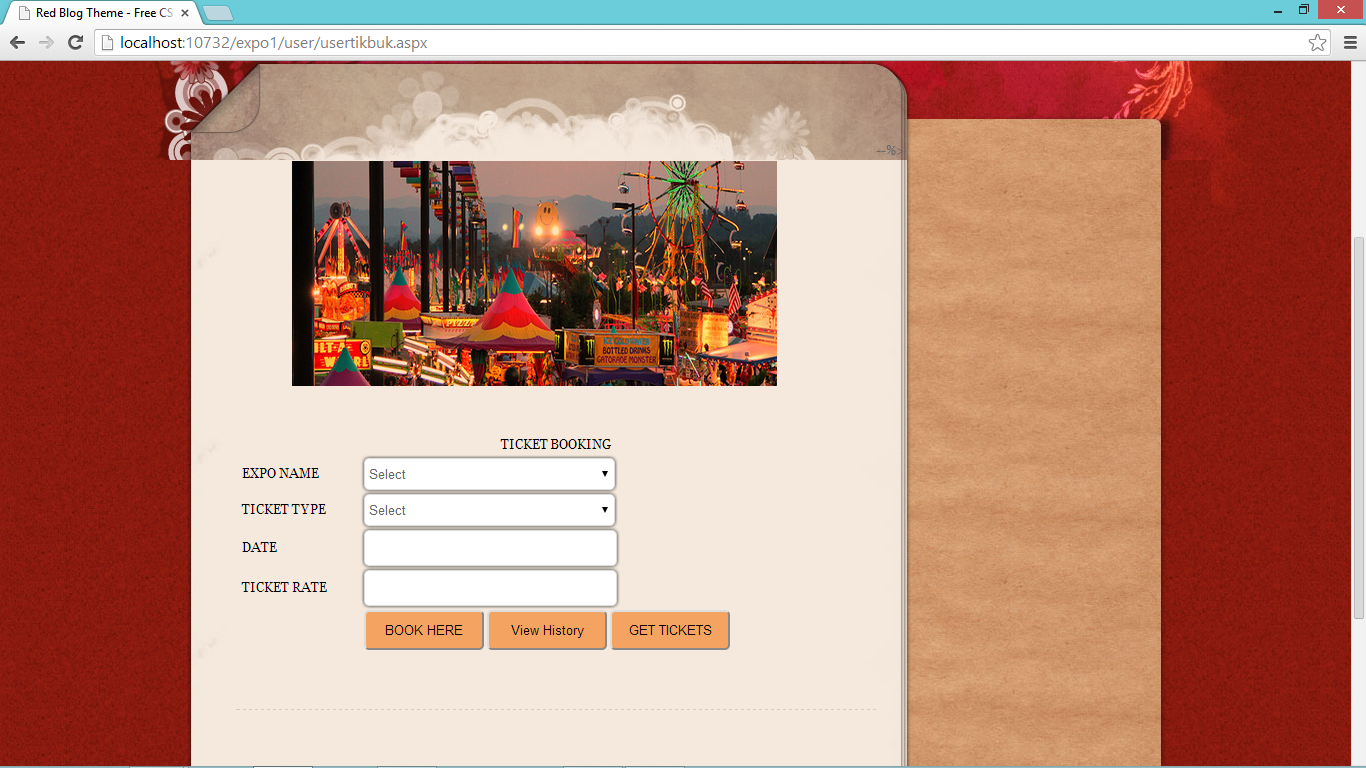 Red Blog Theme - Free CS
localhost:10732/expo1/user/usertikbuk.aspx
--%>
PIZZA
BOTTLED DRINKS
GATORADE MONSTER
TICKET BOOKING
EXPO NAME
Select
TICKET TYPE
Select
DATE
TICKET RATE
BOOK HERE
View History
GET TICKETS